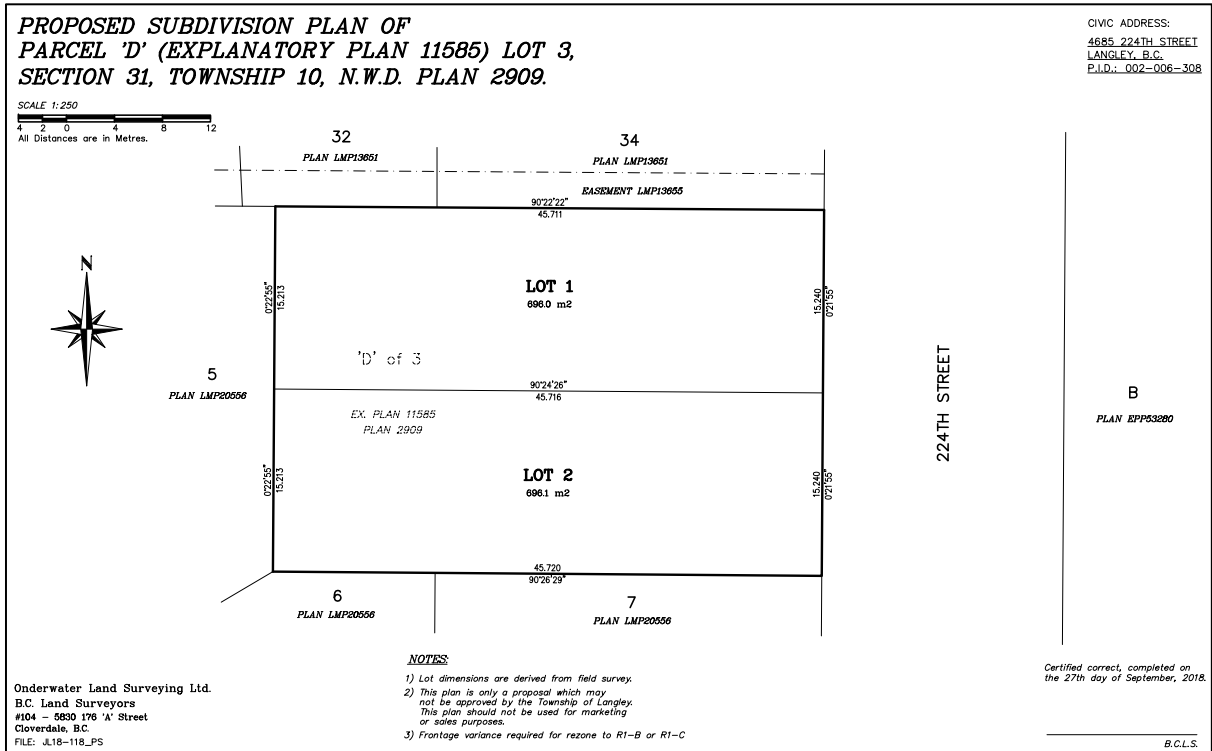 PROPOSED SUBDIVISION PLAN OF
PARCEL 'D' (EXPLANATORY PLAN 11585) LOT 3,
SECTION 31, TOWNSHIP 10, N.W.D. PLAN 2909.
CIVIC ADDRESS:
4685 224TH STREET
LANGLEY, B.C.
P.I.D.: 002-006-308
SCALE 1:250
4 2 0 4 8 12
All Distances are in Metres.
32
PLAN LMP13651
34
PLAN LMP13651
EASEMENT LMP13655
90°22'22"
45.711
N
LOT 1
696.0 m2
0°22'55"
15.213
15.240
0°21'55"
'D' of 3
5
PLAN LMP20556
90°24'26"
45.716
224TH STREET
B
PLAN EPP53280
EX. PLAN 11585
PLAN 2909
LOT 2
696.1 m2
0°22'55"
15.213
15.240
0°21'55"
45.720
90°26'29"
6
PLAN LMP20556
7
PLAN LMP20556
NOTES:
1) Lot dimensions are derived from field survey.
2) This plan is only a proposal which may
not be approved by the Township of Langley.
This plan should not be used for marketing
or sales purposes.
3) Frontage variance required for rezone to R1-B or R1-C
Onderwater Land Surveying Ltd.
B.C. Land Surveyors
#104 - 5830 176 'A' Street
Cloverdale, B.C.
FILE: JL18-118_PS
Certified correct, completed on
the 27th day of September, 2018.
B.C.L.S.